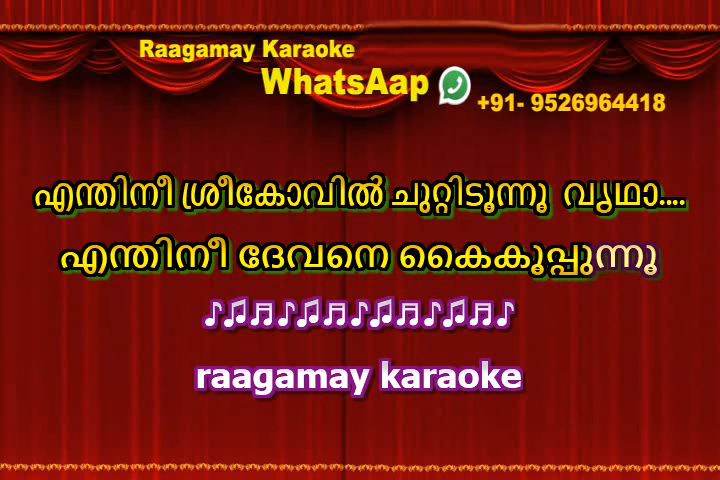 Raagamay Karaoke
WhatsAap
+91- 9526964418
എന്തിനീ ശ്രീകോവിൽ ചുറ്റിടൂന്നൂ വൃഥാ....
എന്തിനീ ദേവനെ കൈകൂപ്പുന്നൂ
♪♫♬♪♫♬♪♫♬♪♫♬♪
raagamay karaoke